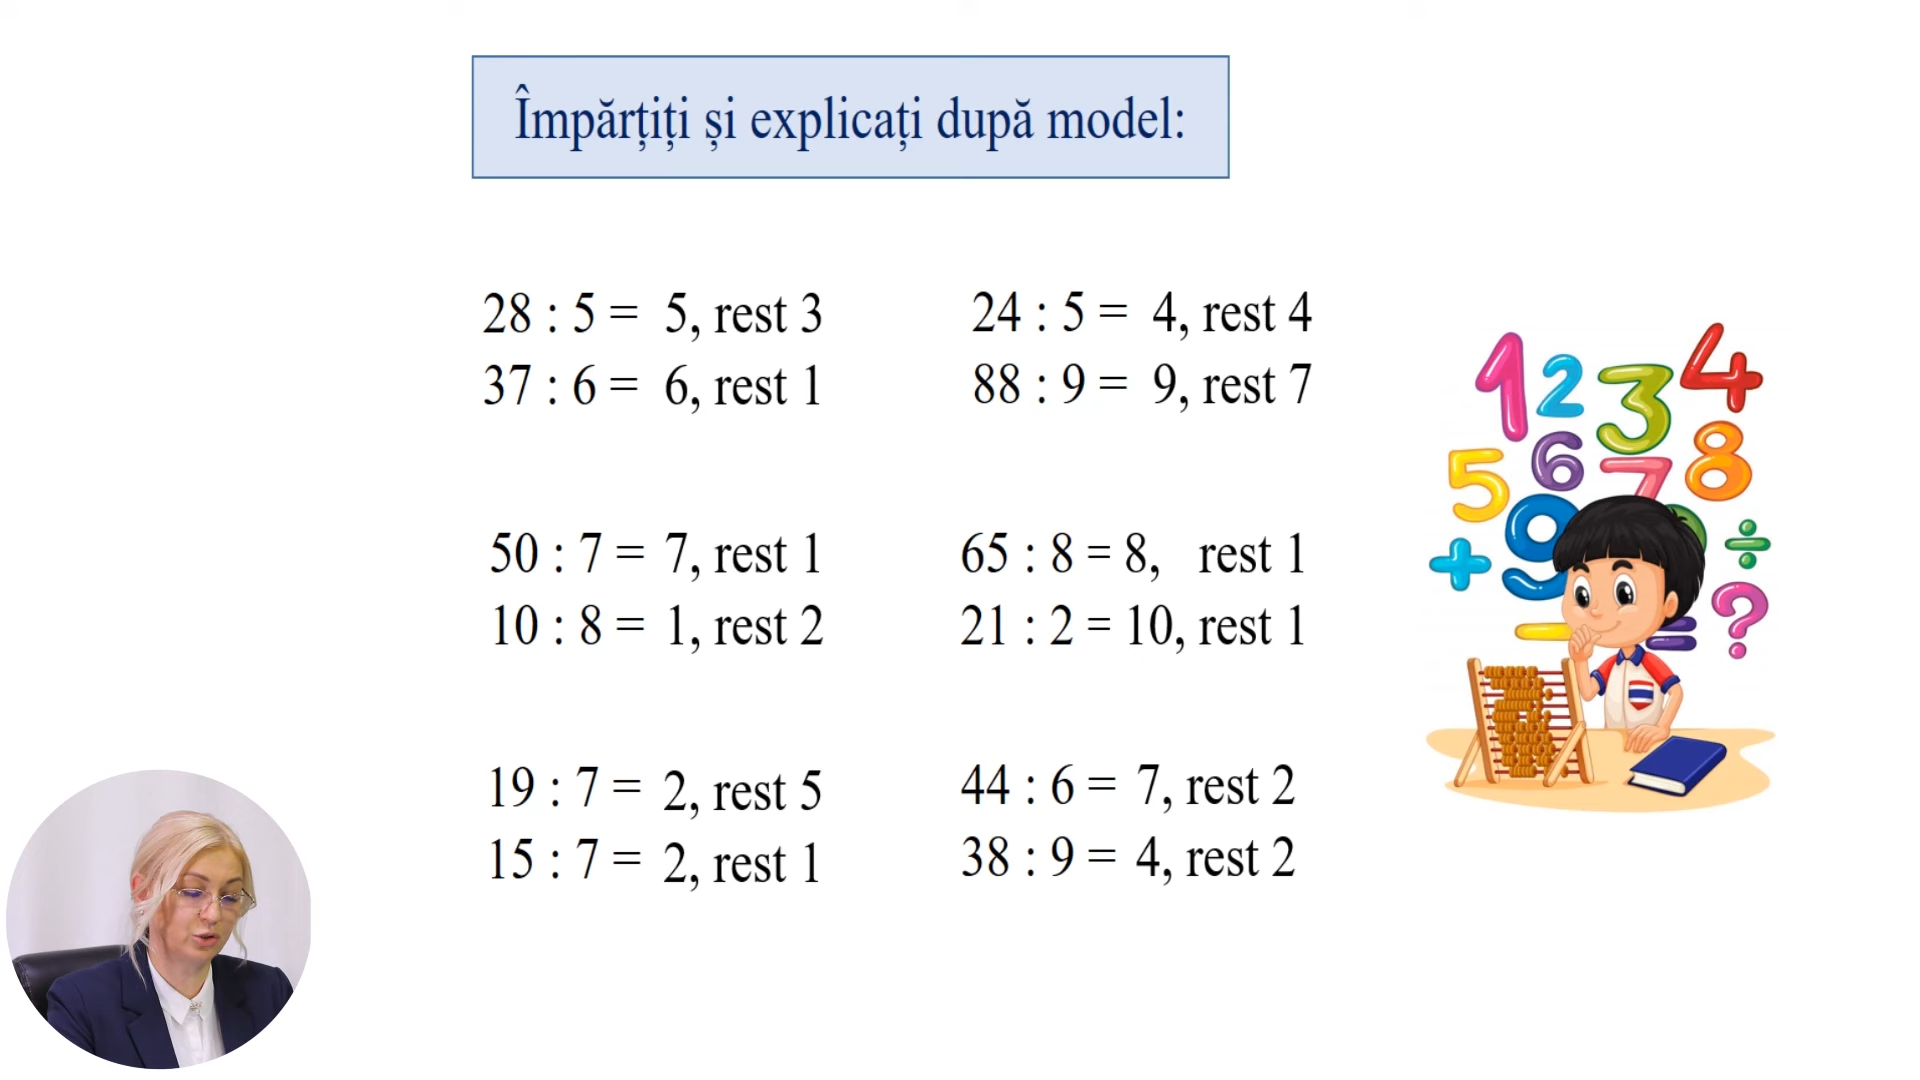 Împărțiți și explicați după model:
28 : 5 = 5, rest 3
37 : 6 = 6, rest 1
24 : 5 = 4, rest 4
88 : 9 = 9, rest 7
50 : 7 = 7, rest 1
10 : 8 = 1, rest 2
65 : 8 = 8, rest 1
21 : 2 = 10, rest 1
19 : 7 = 2, rest 5
15 : 7 = 2, rest 1
44 : 6 = 7, rest 2
38 : 9 = 4, rest 2
1 2 3 4
5 6 7 8
+ 9 ÷
- = ?